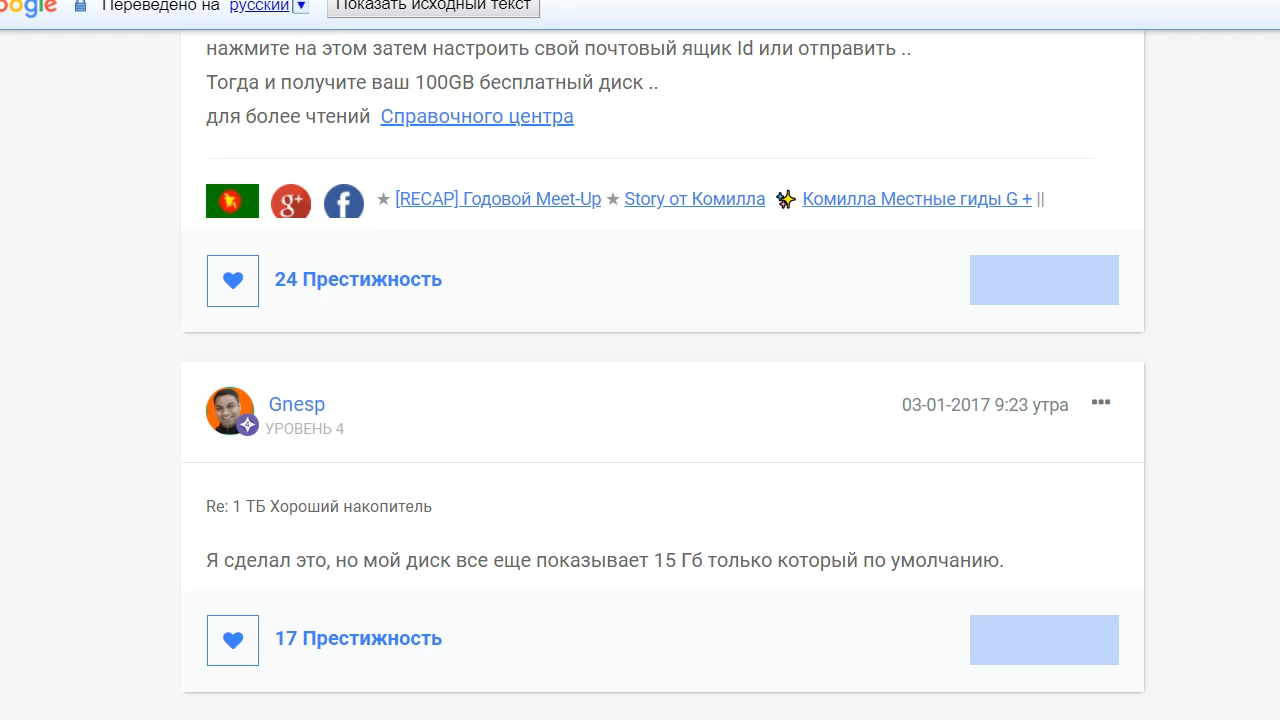 Переведено на русский Показать исходный текст
нажмите на этом затем настроить свой почтовый ящик Id или отправить ..
Тогда и получите ваш 100GB бесплатный диск ..
для более чтений Справочного центра
★ [RECAP] Годовой Meet-Up ★ Story от Комилла Комилла Местные гиды G + ||
24 Престижность
Gnesp
03-01-2017 9:23 утра
УРОВЕНЬ 4
Re: 1 ТБ Хороший накопитель
Я сделал это, но мой диск все еще показывает 15 Гб только который по умолчанию.
17 Престижность